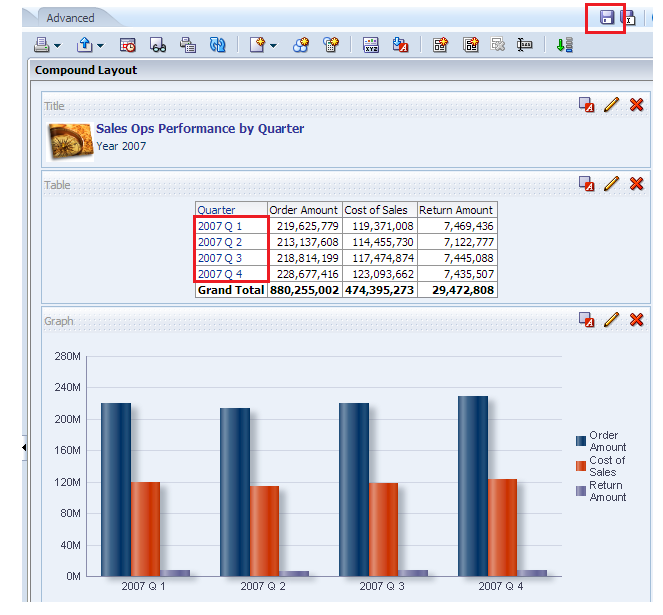 Advanced
Compound Layout
Title
Sales Ops Performance by Quarter
Year 2007
Table
Quarter Order Amount Cost of Sales Return Amount
2007 Q 1 219,625,779 119,371,008 7,469,436
2007 Q 2 213,137,608 114,455,730 7,122,777
2007 Q 3 218,814,199 117,474,874 7,445,088
2007 Q 4 228,677,416 123,093,662 7,435,507
Grand Total 880,255,002 474,395,273 29,472,808
Graph
280M
240M
200M
160M
120M
80M
40M
0M
2007 Q 1 2007 Q 2 2007 Q 3 2007 Q 4
Order
Amount
Cost of
Sales
Return
Amount